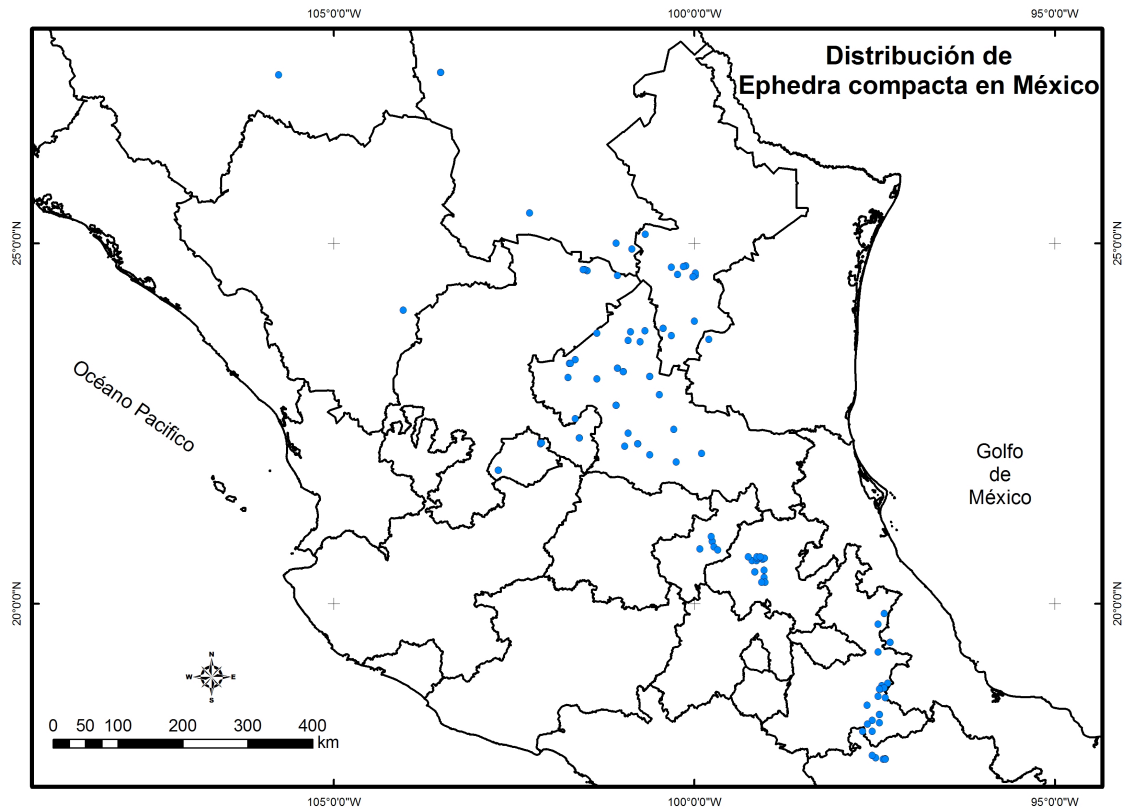 105°0'0"W 100°0'0"W 95°0'0"W
Distribución de
Ephedra compacta en México
25°0'0"N 25°0'0"N
Océano Pacifico
Golfo
de
México
20°0'0"N 20°0'0"N
N
W E
S
0 50 100 200 300 400
km
105°0'0"W 100°0'0"W 95°0'0"W